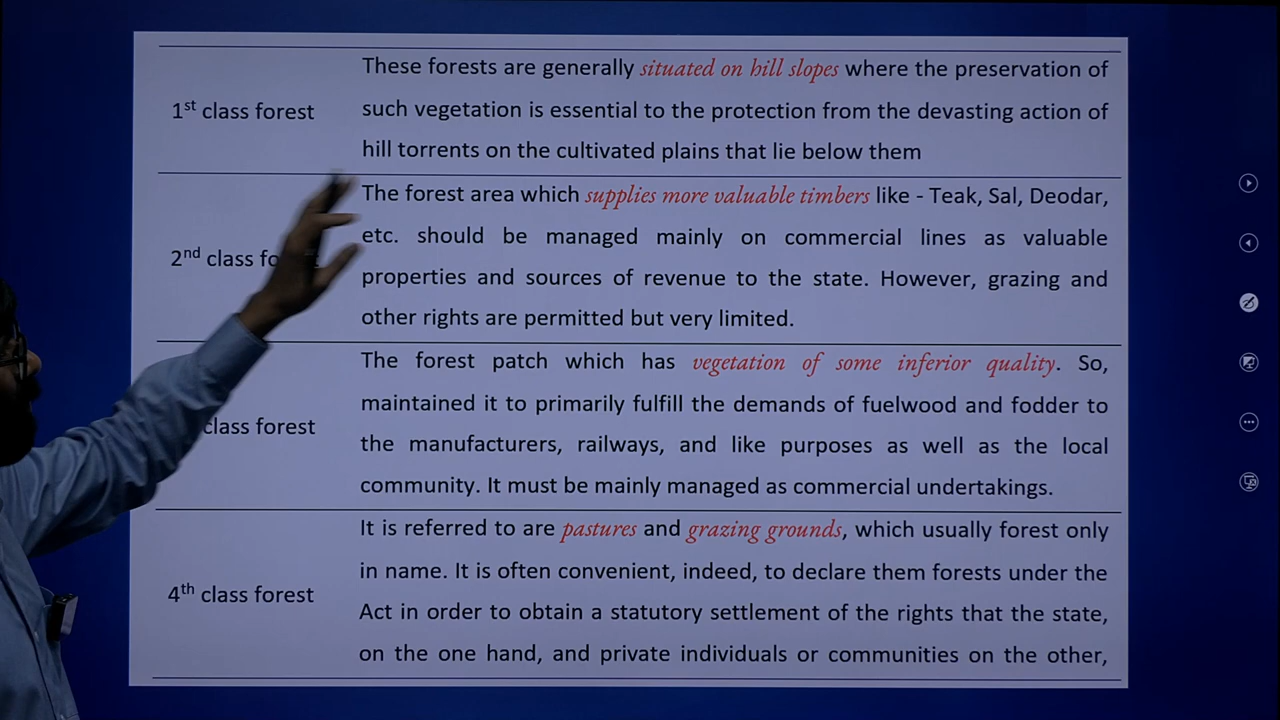 1st class forest
These forests are generally situated on hill slopes where the preservation of
such vegetation is essential to the protection from the devasting action of
hill torrents on the cultivated plains that lie below them
2nd class
The forest area which supplies more valuable timbers like - Teak, Sal, Deodar,
etc. should be managed mainly on commercial lines as valuable
properties and sources of revenue to the state. However, grazing and
other rights are permitted but very limited.
class forest
The forest patch which has vegetation of some inferior quality. So,
maintained it to primarily fulfill the demands of fuelwood and fodder to
the manufacturers, railways, and like purposes as well as the local
community. It must be mainly managed as commercial undertakings.
4th class forest
It is referred to are pastures and grazing grounds, which usually forest only
in name. It is often convenient, indeed, to declare them forests under the
Act in order to obtain a statutory settlement of the rights that the state,
on the one hand, and private individuals or communities on the other,